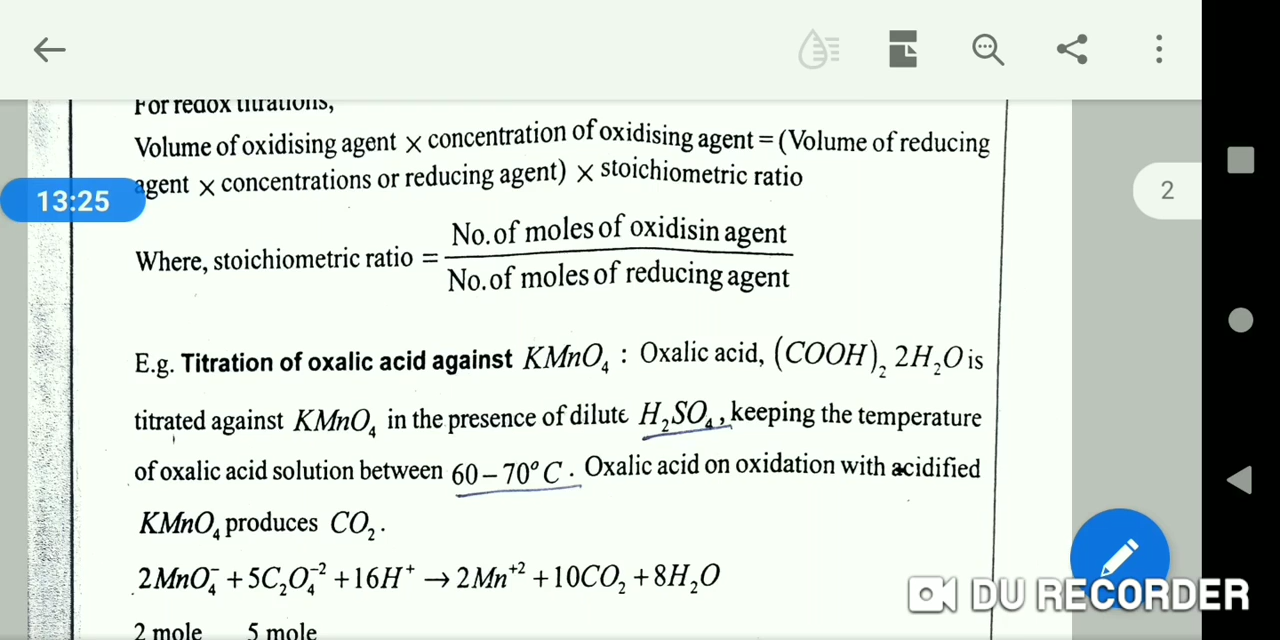 For redox titrations,
Volume of oxidising agent × concentration of oxidising agent = (Volume of reducing
agent × concentrations or reducing agent) × stoichiometric ratio
13:25
2
Where, stoichiometric ratio = No. of moles of oxidisin agent / No. of moles of reducing agent
E.g. Titration of oxalic acid against KMnO₄ : Oxalic acid, (COOH)₂ 2H₂O is
titrated against KMnO₄ in the presence of dilute H₂SO₄, keeping the temperature
of oxalic acid solution between 60 – 70° C . Oxalic acid on oxidation with acidified
KMnO₄ produces CO₂.
2MnO₄⁻ + 5C₂O₄⁻² + 16H⁺ → 2Mn⁺² + 10CO₂ + 8H₂O
2 mole 5 mole
DU RECORDER